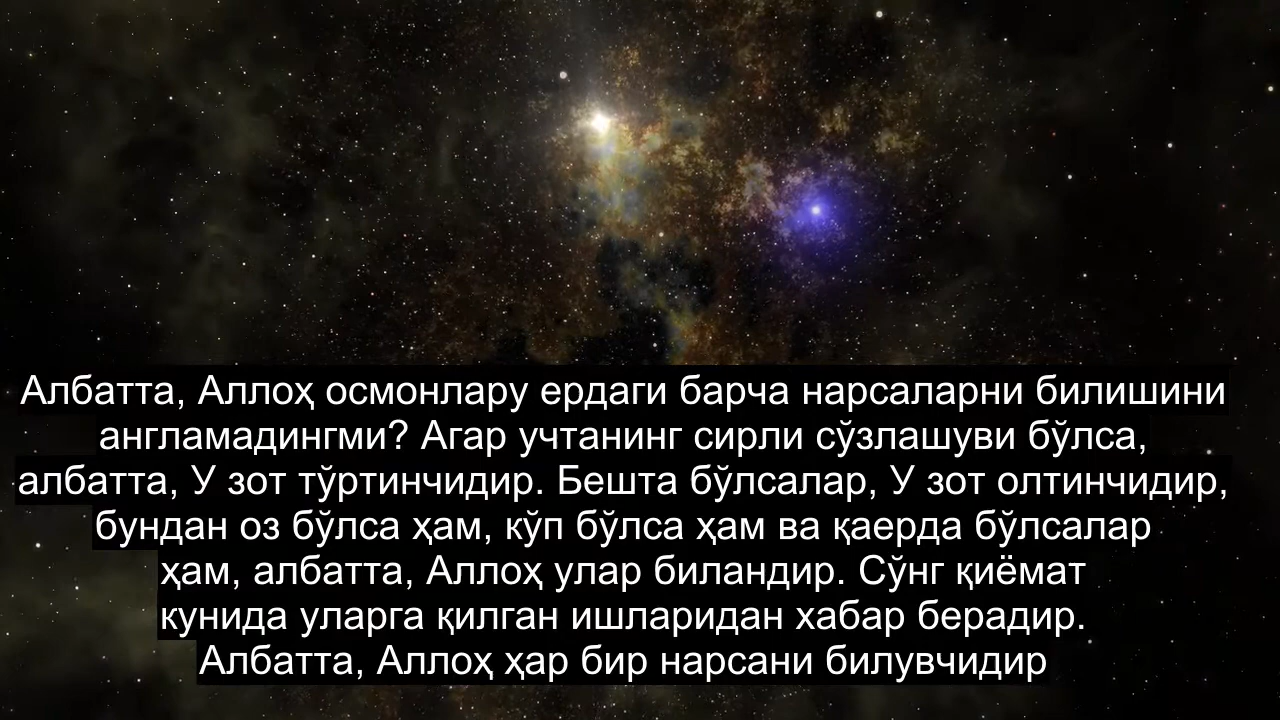 Албатта, Аллоҳ осмонлару ердаги барча нарсаларни билишини
англамадингми? Агар учтанинг сирли сўзлашуви бўлса,
албатта, У зот тўртинчидир. Бешта бўлсалар, У зот олтинчидир,
бундан оз бўлса ҳам, кўп бўлса ҳам ва қаерда бўлсалар
ҳам, албатта, Аллоҳ улар биландир. Сўнг қиёмат
кунида уларга қилган ишларидан хабар берадир.
Албатта, Аллоҳ ҳар бир нарсани билувчидир